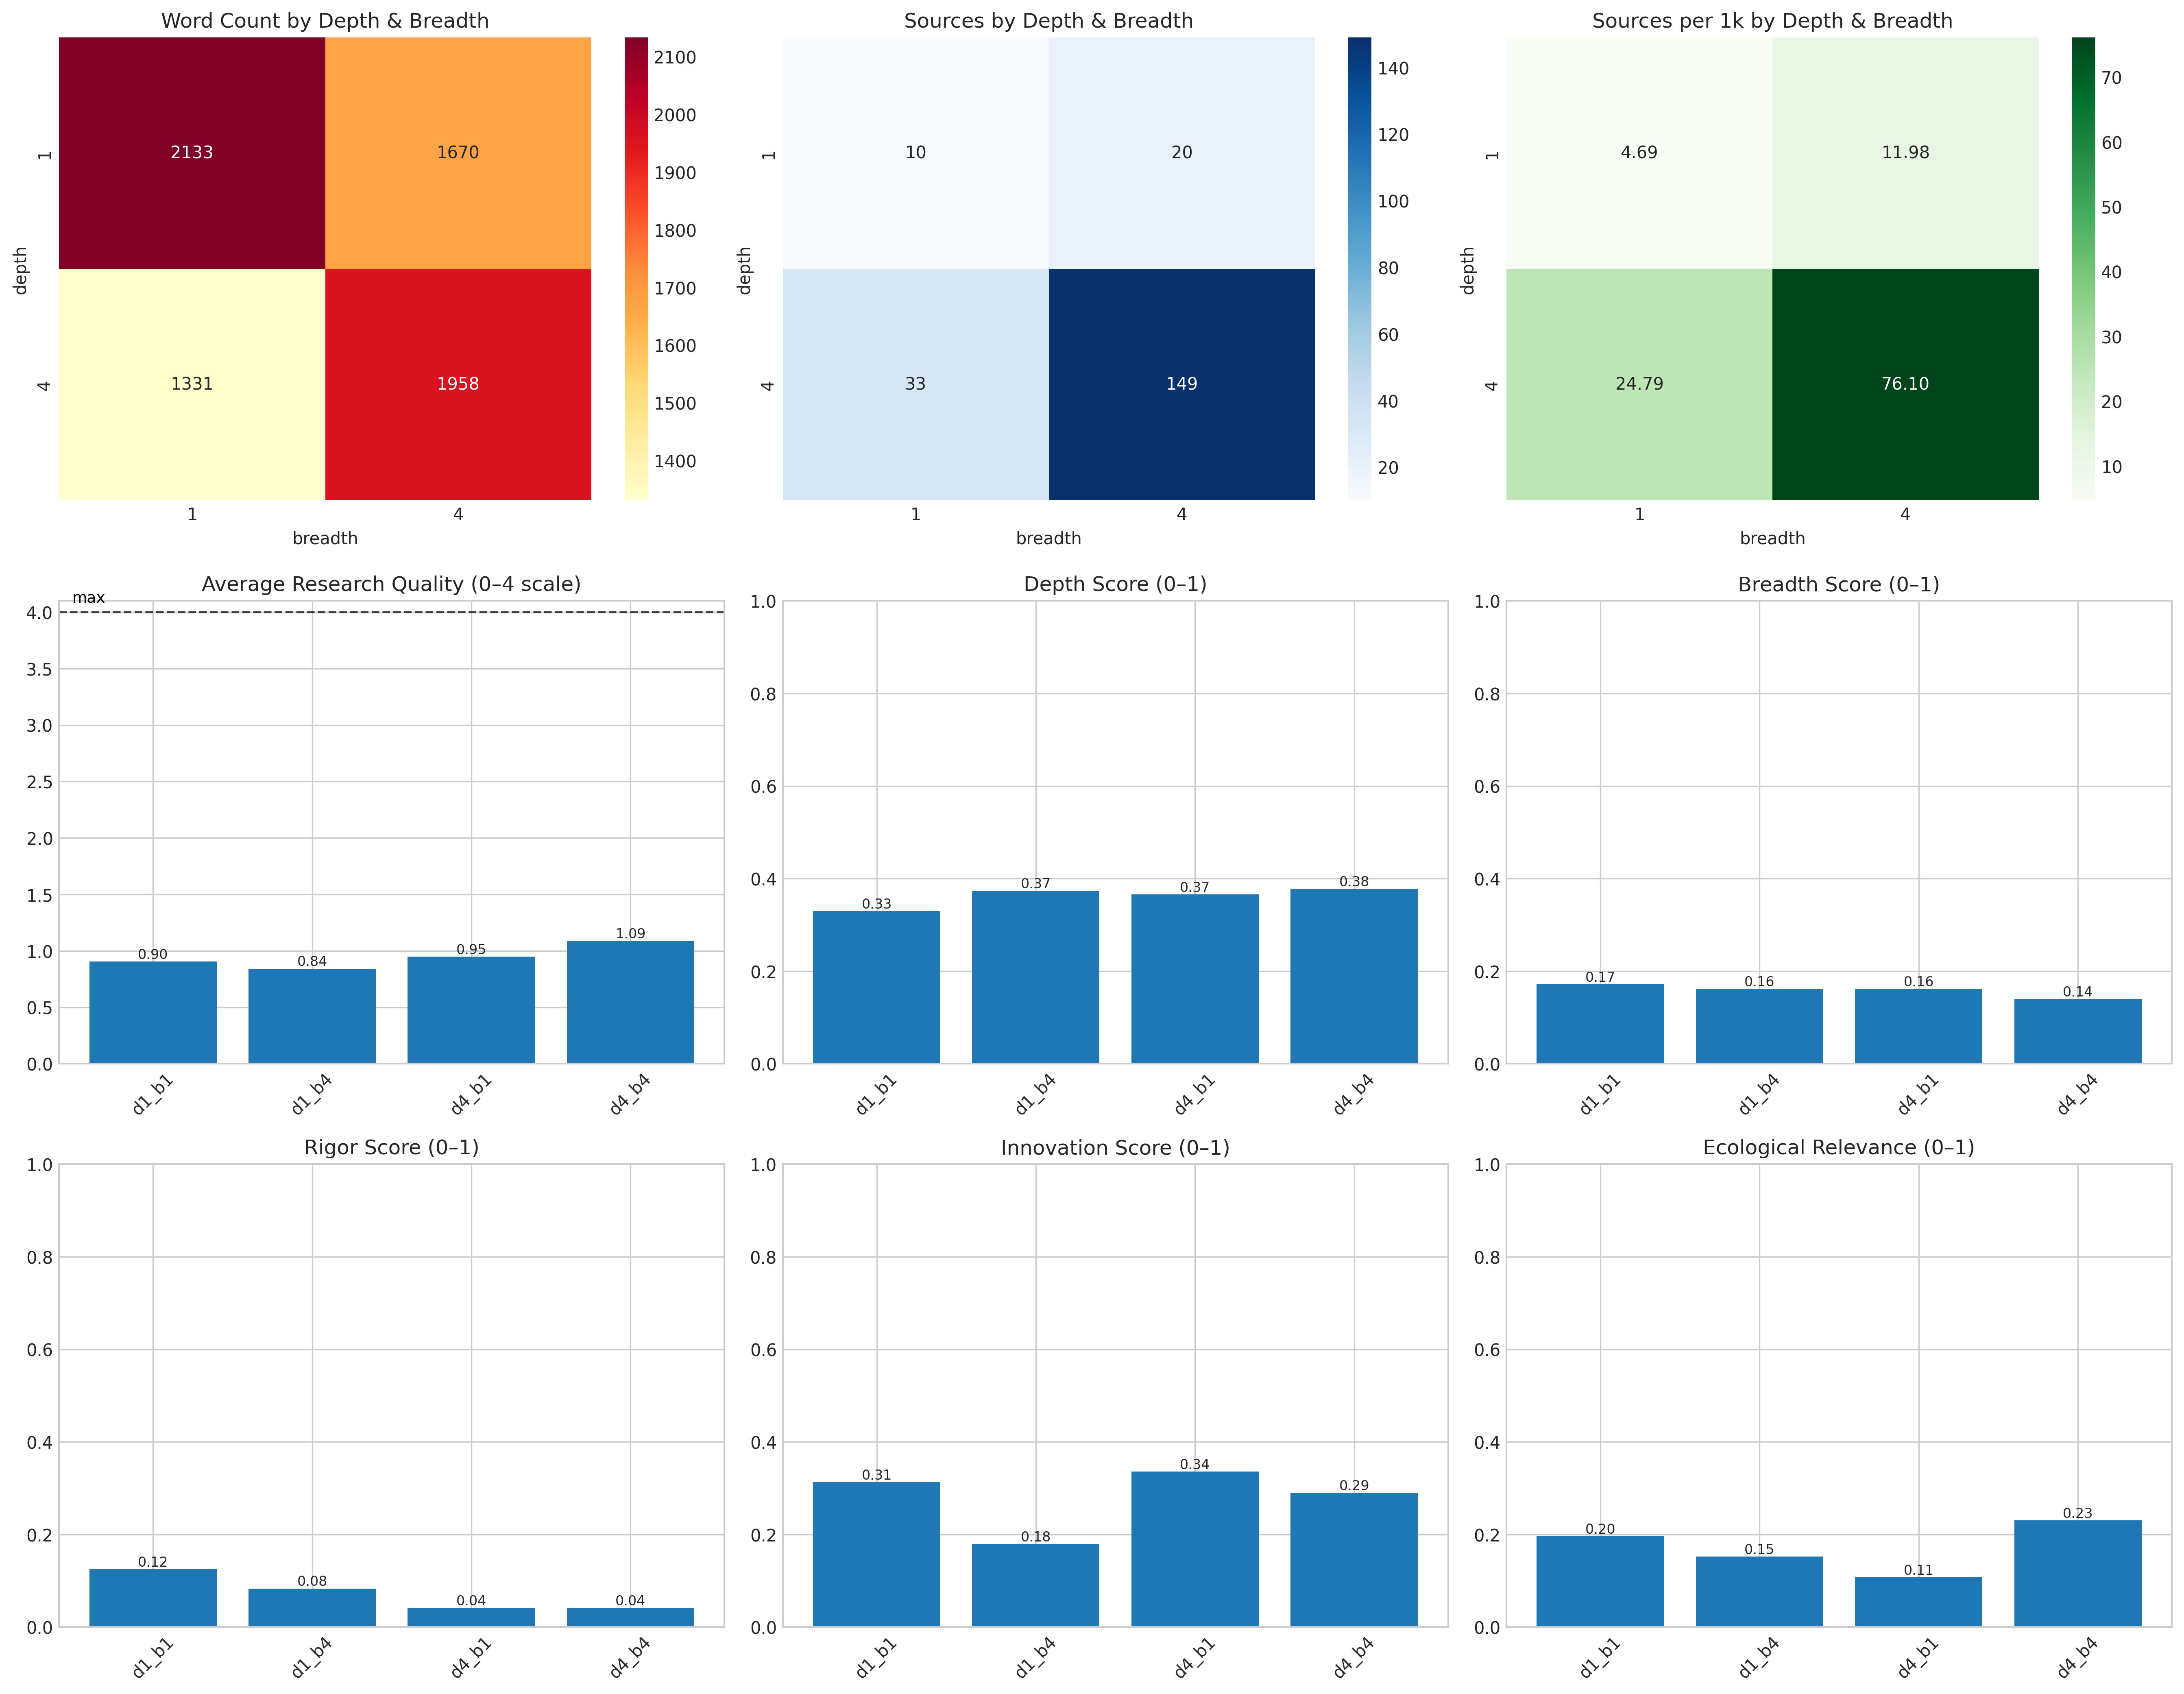 Word Count by Depth & Breadth
2133 1670
1331 1958
depth
1
4
1 4
breadth
2100
2000
1900
1800
1700
1600
1500
1400
Sources by Depth & Breadth
10 20
33 149
depth
1
4
1 4
breadth
140
120
100
80
60
40
20
Sources per 1k by Depth & Breadth
4.69 11.98
24.79 76.10
depth
1
4
1 4
breadth
70
60
50
40
30
20
10
Average Research Quality (0–4 scale)
max
4.0
3.5
3.0
2.5
2.0
1.5
1.0
0.5
0.0
0.90 0.84 0.95 1.09
d1_b1 d1_b4 d4_b1 d4_b4
Depth Score (0–1)
1.0
0.8
0.6
0.4
0.2
0.0
0.33 0.37 0.37 0.38
d1_b1 d1_b4 d4_b1 d4_b4
Breadth Score (0–1)
1.0
0.8
0.6
0.4
0.2
0.0
0.17 0.16 0.16 0.14
d1_b1 d1_b4 d4_b1 d4_b4
Rigor Score (0–1)
1.0
0.8
0.6
0.4
0.2
0.0
0.12 0.08 0.04 0.04
d1_b1 d1_b4 d4_b1 d4_b4
Innovation Score (0–1)
1.0
0.8
0.6
0.4
0.2
0.0
0.31 0.18 0.34 0.29
d1_b1 d1_b4 d4_b1 d4_b4
Ecological Relevance (0–1)
1.0
0.8
0.6
0.4
0.2
0.0
0.20 0.15 0.11 0.23
d1_b1 d1_b4 d4_b1 d4_b4